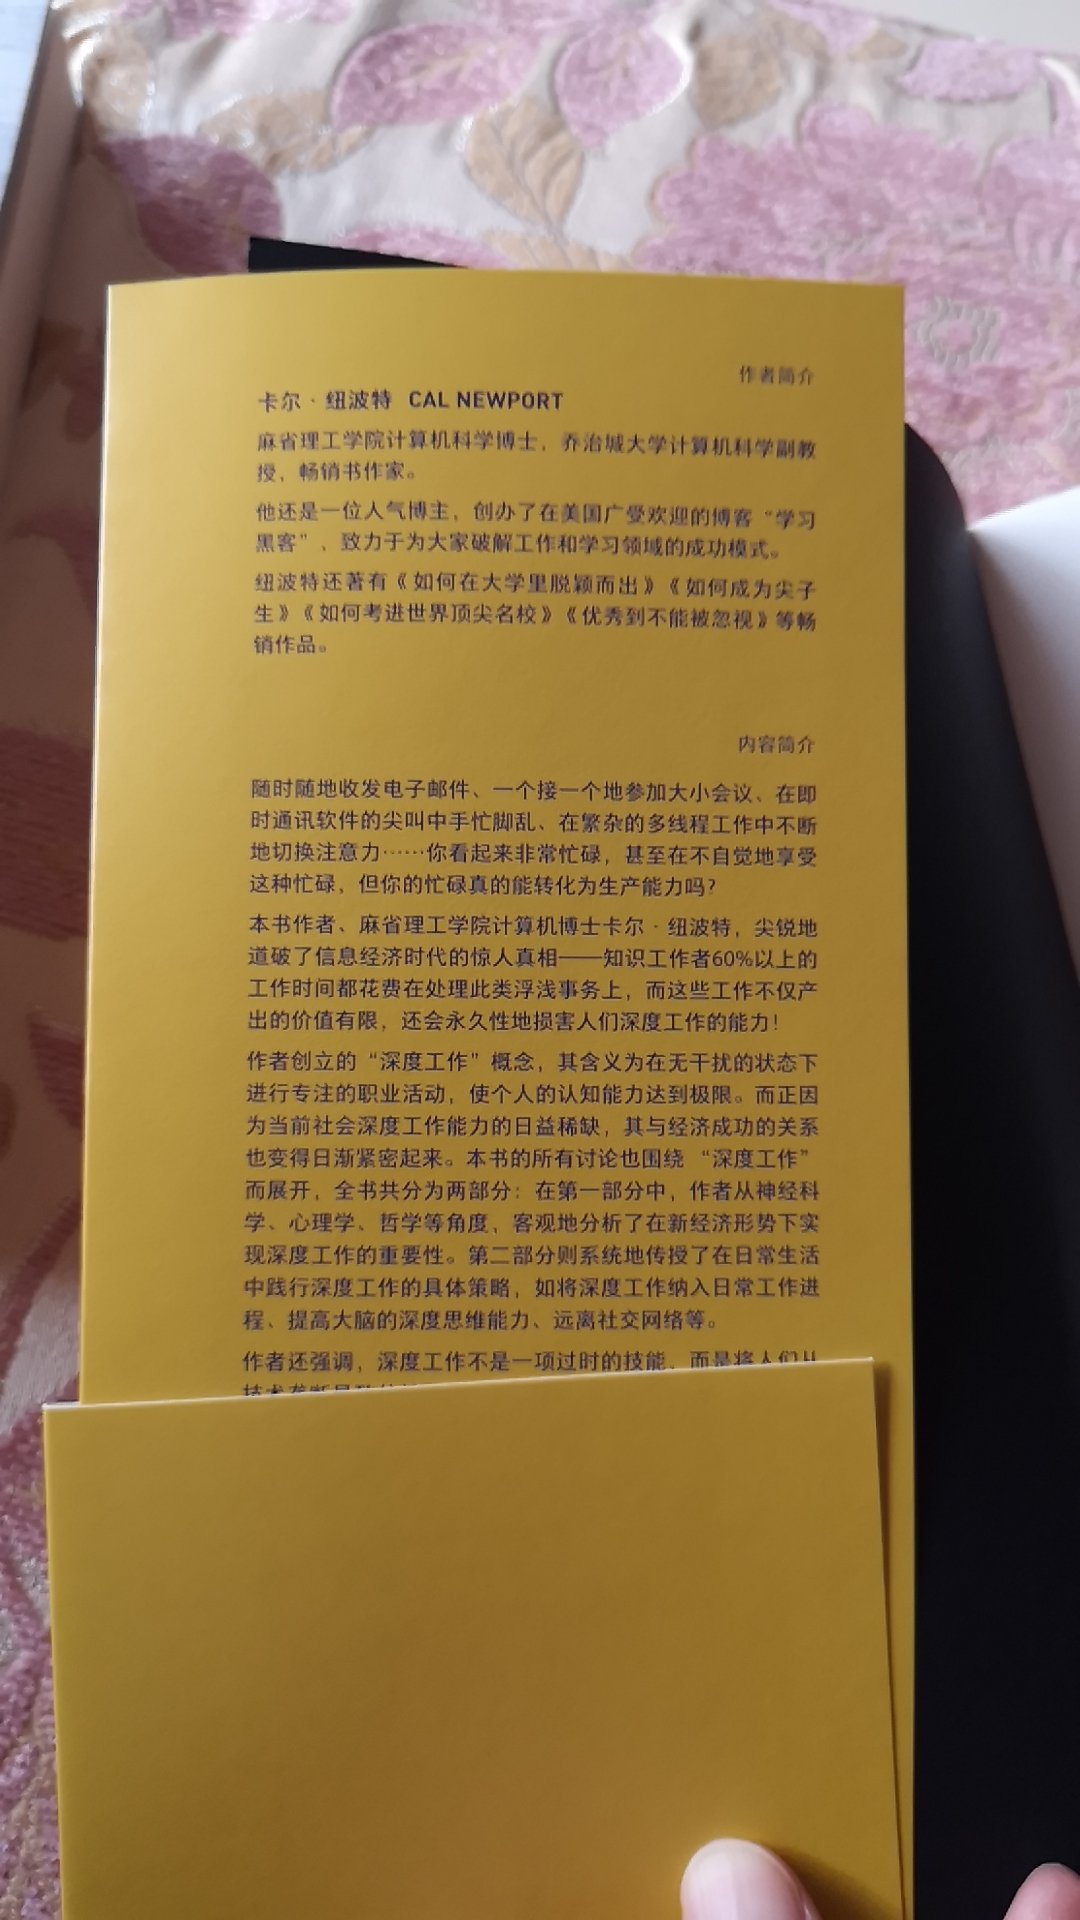 作者简介
卡尔·纽波特 CAL NEWPORT
麻省理工学院计算机科学博士，乔治城大学计算机科学副教
授，畅销书作家。
他还是一位人气博主，创办了在美国广受欢迎的博客“学习
黑客”，致力于为大家破解工作和学习领域的成功模式。
纽波特还著有《如何在大学里脱颖而出》《如何成为尖子
生》《如何考进世界顶尖名校》《优秀到不能被忽视》等畅
销作品。
内容简介
随时随地收发电子邮件、一个接一个地参加大小会议、在即
时通讯软件的尖叫中手忙脚乱、在繁杂的多线程工作中不断
地切换注意力……你看起来非常忙碌，甚至在不自觉地享受
这种忙碌，但你的忙碌真的能转化为生产能力吗？
本书作者、麻省理工学院计算机博士卡尔·纽波特，尖锐地
道破了信息经济时代的惊人真相——知识工作者60%以上的
工作时间都花费在处理此类浮浅事务上，而这些工作不仅产
出的价值有限，还会永久性地损害人们深度工作的能力！
作者创立的“深度工作”概念，其含义为在无干扰的状态下
进行专注的职业活动，使个人的认知能力达到极限。而正因
为当前社会深度工作能力的日益稀缺，其与经济成功的关系
也变得日渐紧密起来。本书的所有讨论也围绕“深度工作”
而展开，全书共分为两部分：在第一部分中，作者从神经科
学、心理学、哲学等角度，客观地分析了在新经济形势下实
现深度工作的重要性。第二部分则系统地传授了在日常生活
中践行深度工作的具体策略，如将深度工作纳入日常工作进
程、提高大脑的深度思维能力、远离社交网络等。
作者还强调，深度工作不是一项过时的技能，而是将人们从